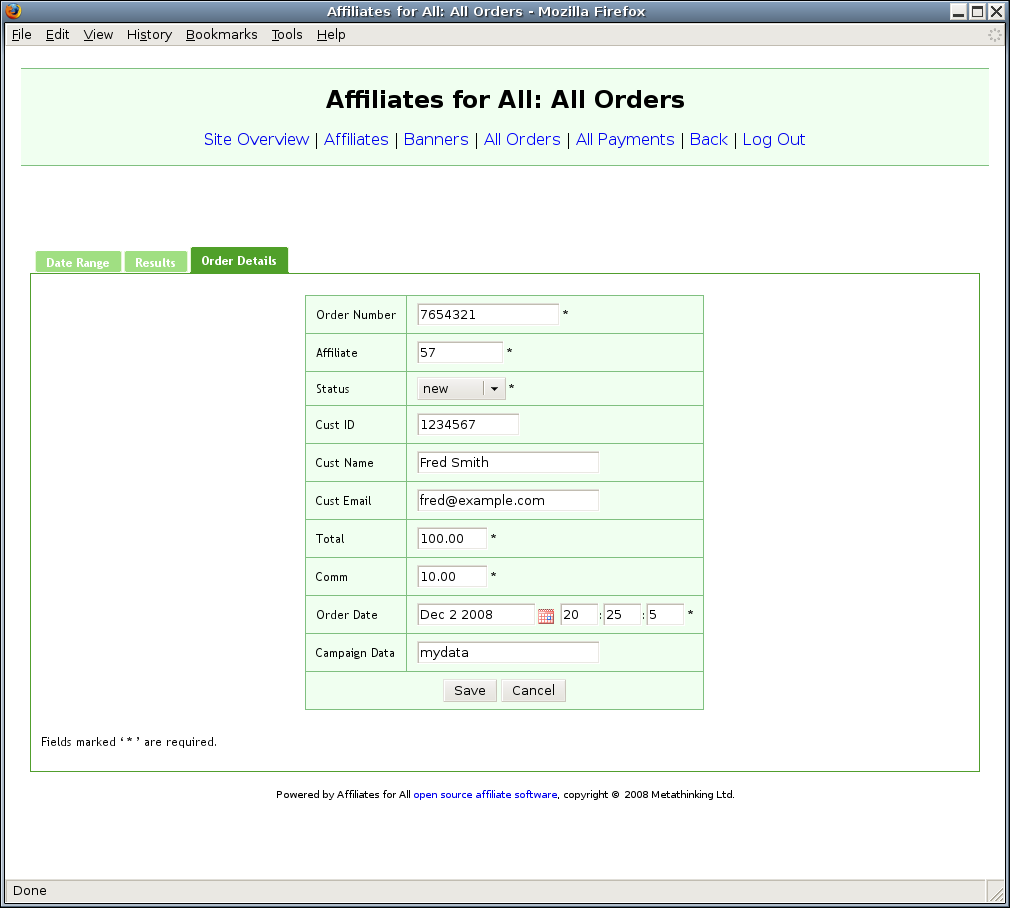 Affiliates for All: All Orders - Mozilla Firefox
File Edit View History Bookmarks Tools Help
Affiliates for All: All Orders
Site Overview | Affiliates | Banners | All Orders | All Payments | Back | Log Out
Date Range Results Order Details
Order Number 7654321 *
Affiliate 57 *
Status new *
Cust ID 1234567
Cust Name Fred Smith
Cust Email fred@example.com
Total 100.00 *
Comm 10.00 *
Order Date Dec 2 2008 20 : 25 : 5 *
Campaign Data mydata
Save Cancel
Fields marked ‘ * ’ are required.
Powered by Affiliates for All open source affiliate software, copyright © 2008 Metathinking Ltd.
Done